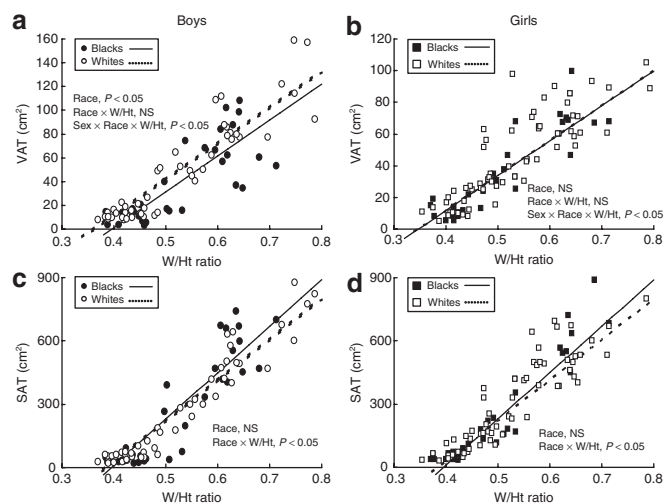 Boys
Girls
a
160
140
120
100
80
60
40
20
0
VAT (cm²)
Blacks
Whites
Race, P < 0.05
Race × W/Ht, NS
Sex × Race × W/Ht, P < 0.05
0.3 0.4 0.5 0.6 0.7 0.8
W/Ht ratio
b
120
100
80
60
40
20
0
VAT (cm²)
Blacks
Whites
Race, NS
Race × W/Ht, NS
Sex × Race × W/Ht, P < 0.05
0.3 0.4 0.5 0.6 0.7 0.8
W/Ht ratio
c
900
600
300
0
SAT (cm²)
Blacks
Whites
Race, NS
Race × W/Ht, P < 0.05
0.3 0.4 0.5 0.6 0.7 0.8
W/Ht ratio
d
900
600
300
0
SAT (cm²)
Blacks
Whites
Race, NS
Race × W/Ht, P < 0.05
0.3 0.4 0.5 0.6 0.7 0.8
W/Ht ratio